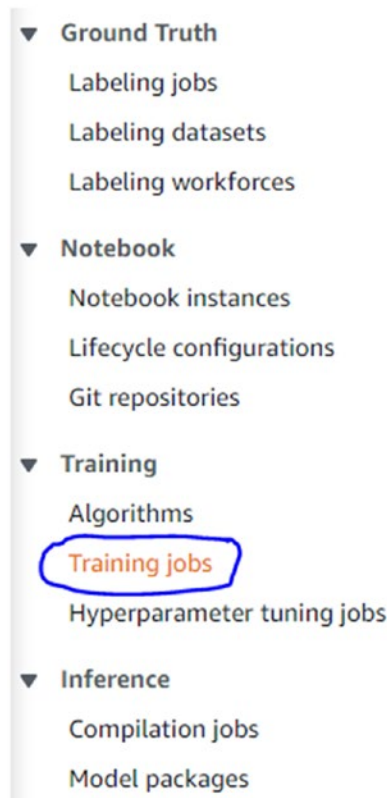 Ground Truth
Labeling jobs
Labeling datasets
Labeling workforces
Notebook
Notebook instances
Lifecycle configurations
Git repositories
Training
Algorithms
Training jobs
Hyperparameter tuning jobs
Inference
Compilation jobs
Model packages